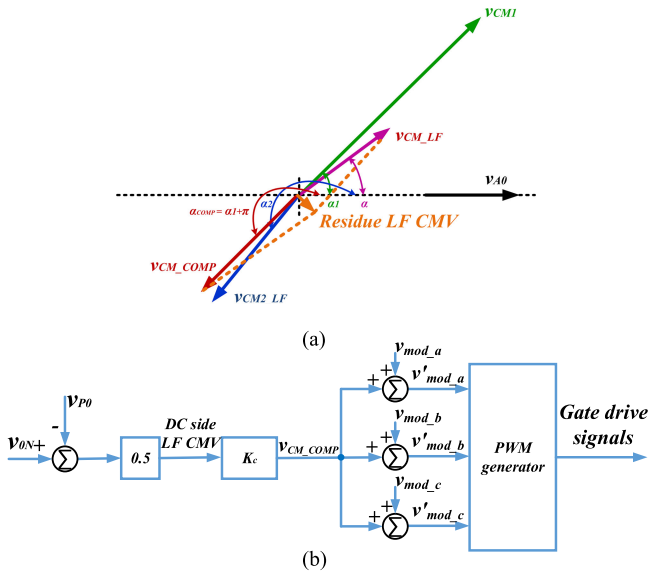 vCM1
vCM_LF
vA0
αCOMP = α1+π
α2
α1
α
Residue LF CMV
vCM_COMP
vCM2_LF
(a)
vP0
-
v0N
+
Σ
0.5
DC side
LF CMV
Kc
vCM_COMP
vmod_a
+
+
Σ
v'mod_a
vmod_b
+
+
Σ
v'mod_b
vmod_c
+
+
Σ
v'mod_c
PWM
generator
Gate drive
signals
(b)